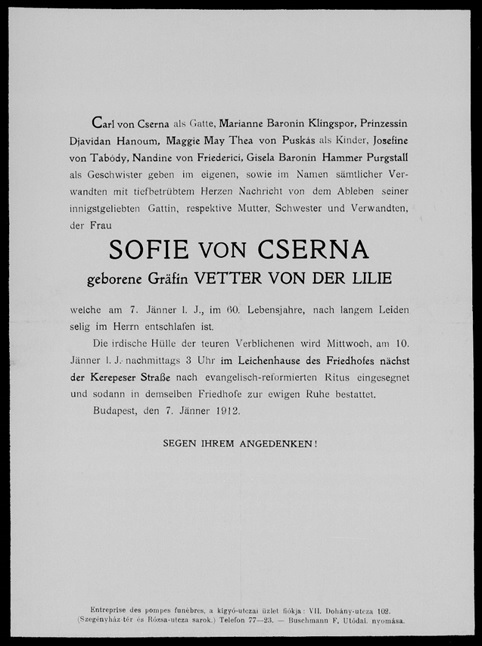 Carl von Cserna als Gatte, Marianne Baronin Klingspor, Prinzessin
Djavidan Hanoum, Maggie May Thea von Puskás als Kinder, Josefine
von Tabódy, Nandine von Friederici, Gisela Baronin Hammer Purgstall
als Geschwister geben im eigenen, sowie im Namen sämtlicher Ver-
wandten mit tiefbetrübtem Herzen Nachricht von dem Ableben seiner
innigstgeliebten Gattin, respektive Mutter, Schwester und Verwandten,
der Frau
SOFIE VON CSERNA
geborene Gräfin VETTER VON DER LILIE
welche am 7. Jänner l. J., im 60. Lebensjahre, nach langem Leiden
selig im Herrn entschlafen ist.
Die irdische Hülle der teuren Verblichenen wird Mittwoch, am 10.
Jänner l. J. nachmittags 3 Uhr im Leichenhause des Friedhofes nächst
der Kerepeser Straße nach evangelisch-reformierten Ritus eingesegnet
und sodann in demselben Friedhofe zur ewigen Ruhe bestattet.
Budapest, den 7. Jänner 1912.
SEGEN IHREM ANGEDENKEN!
Entreprise des pompes funèbres, a kigyó-utczai üzlet fiókja: VII. Dohány-utcza 102.
(Szegényház-tér és Rózsa-utcza sarok.) Telefon 77—23. — Buschmann F. Utódai. nyomása.